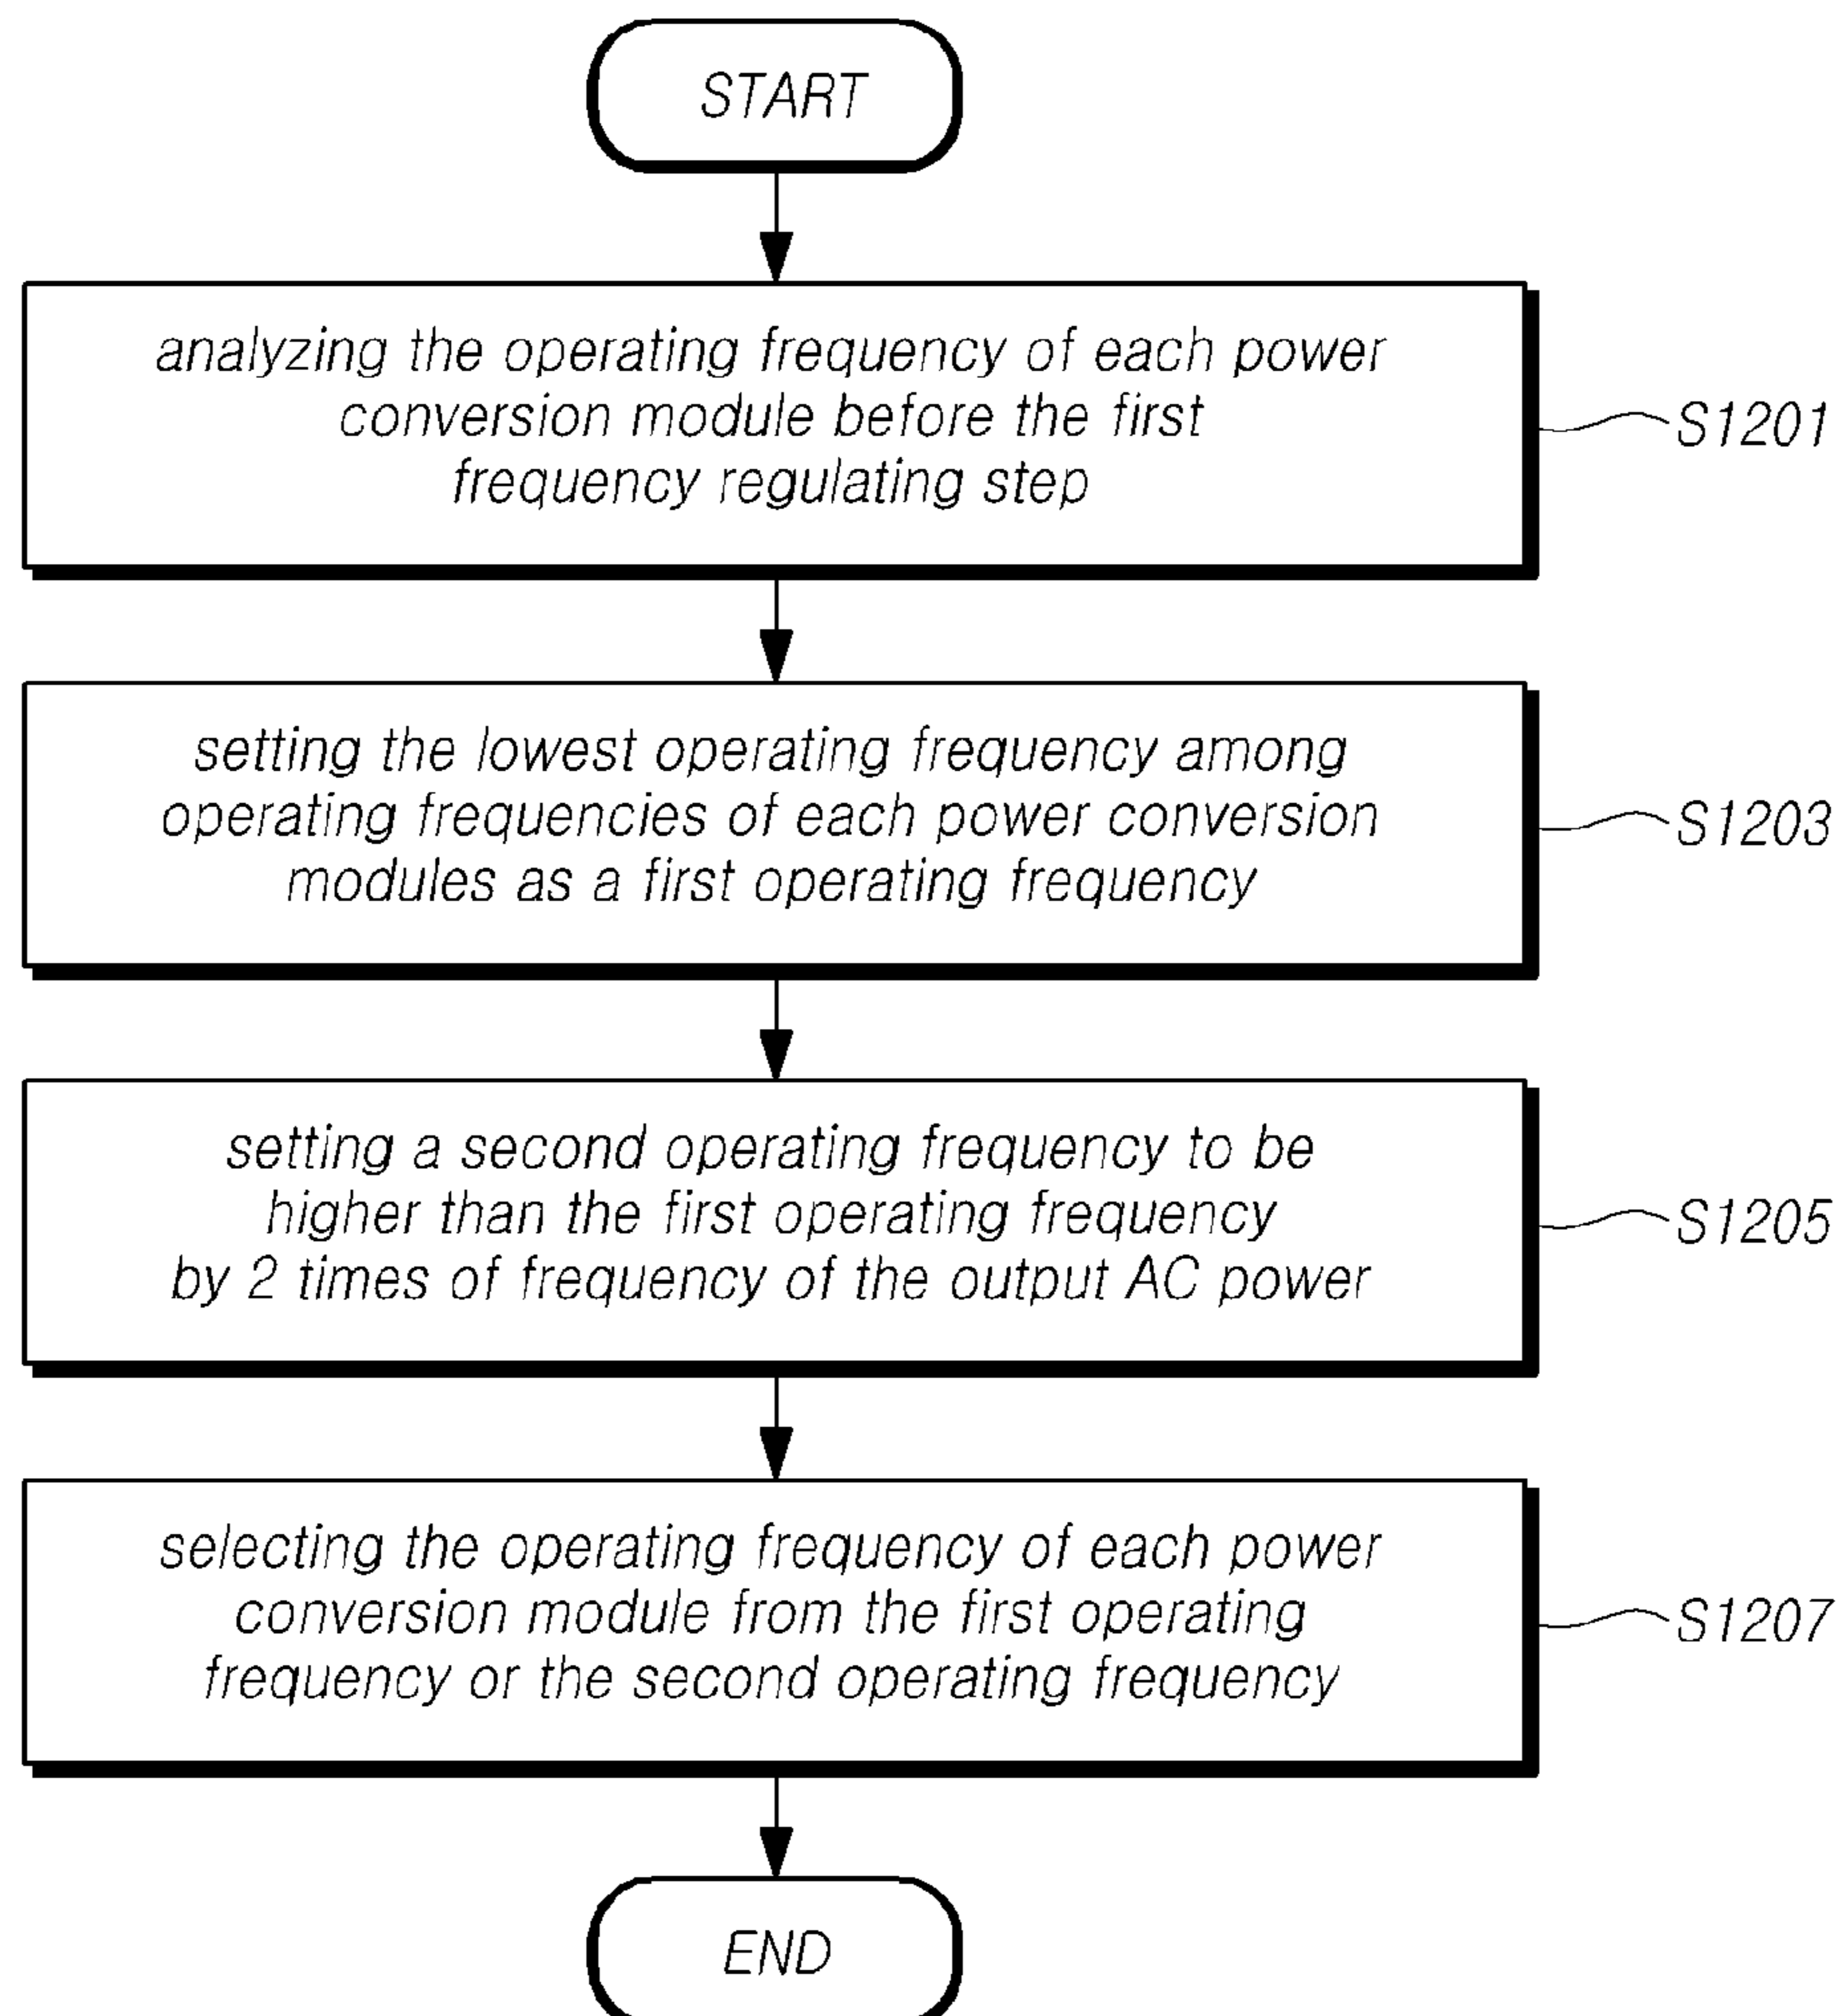 START
analyzing the operating frequency of each power
conversion module before the first
frequency regulating step
S1201
setting the lowest operating frequency among
operating frequencies of each power conversion
modules as a first operating frequency
S1203
setting a second operating frequency to be
higher than the first operating frequency
by 2 times of frequency of the output AC power
S1205
selecting the operating frequency of each power
conversion module from the first operating
frequency or the second operating frequency
S1207
END